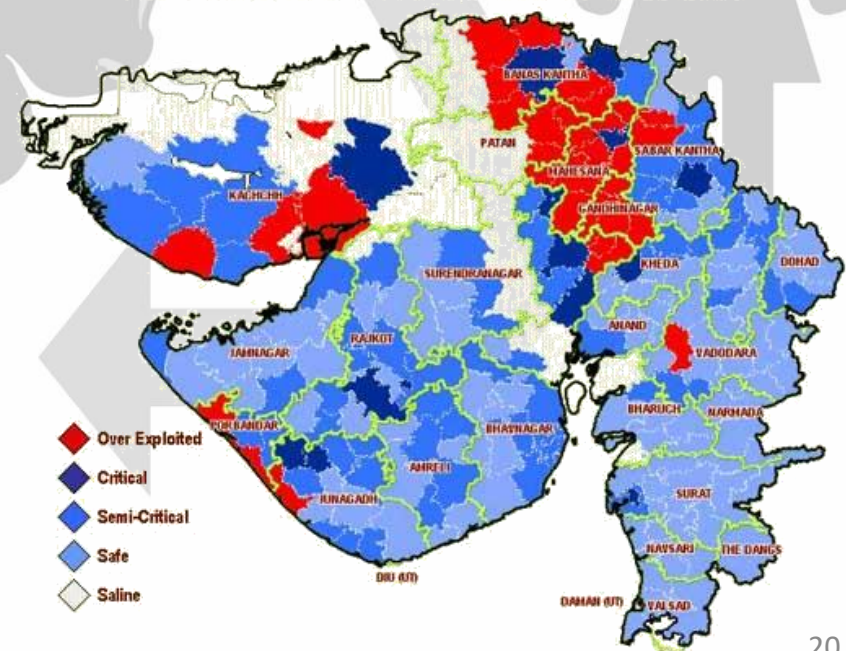 BANAS KANTHA
PATAN
SABAR KANTHA
MAHESANA
KACHCHH
GANDHINAGAR
SURENDRANAGAR
KHEDA
DOHAD
ANAND
RAJKOT
JAMNAGAR
VADODARA
BHARUCH
NARMADA
PORBANDAR
BHAVNAGAR
AMRELI
JUNAGADH
SURAT
NAVSARI
THE DANGS
DIU (UT)
DAMAN (UT)
VALSAD
Over Exploited
Critical
Semi-Critical
Safe
Saline
20